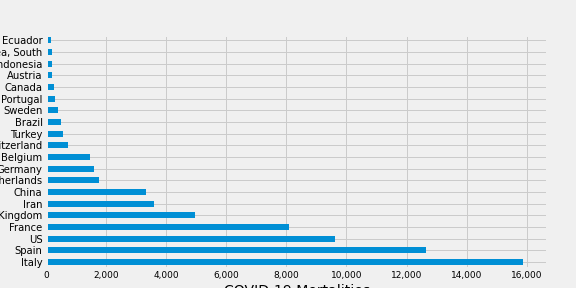 Ecuador
ea, South
ndonesia
Austria
Canada
Portugal
Sweden
Brazil
Turkey
itzerland
Belgium
Germany
herlands
China
Iran
Kingdom
France
US
Spain
Italy
0 2,000 4,000 6,000 8,000 10,000 12,000 14,000 16,000
COVID-19 Mortalities